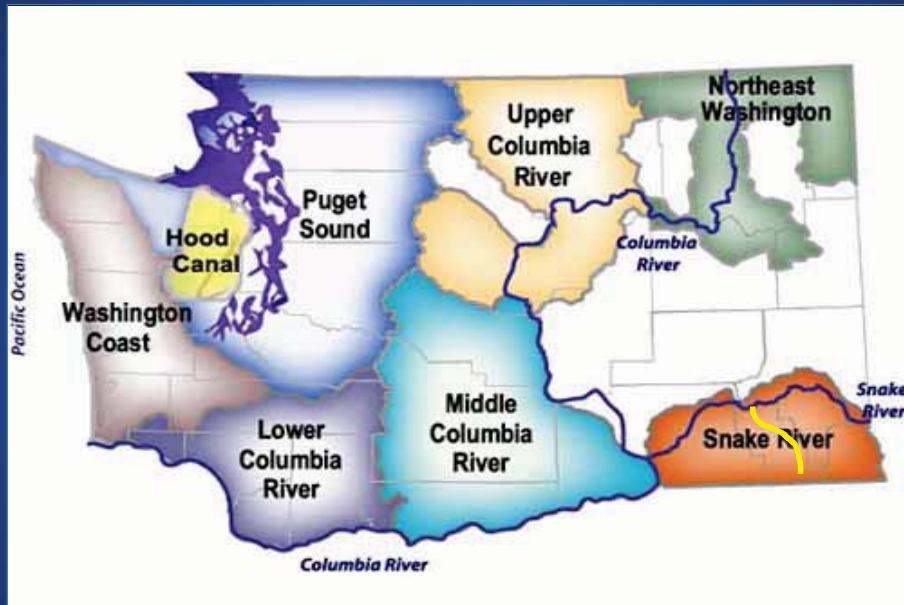 Northeast
Washington
Upper
Columbia
River
Puget
Sound
Hood
Canal
Columbia
River
Pacific Ocean
Washington
Coast
Snake
River
Middle
Columbia
River
Lower
Columbia
River
Snake River
Columbia River